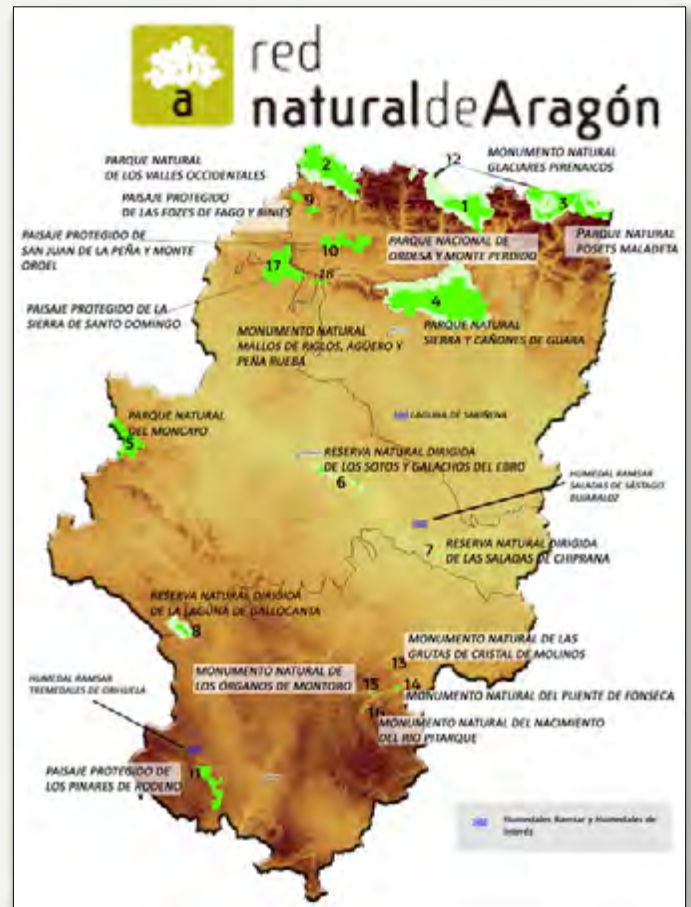 a
red
naturaldeAragón
PARQUE NATURAL
DE LOS VALLES OCCIDENTALES
2
12
MONUMENTO NATURAL
GLACIARES PIRENAICOS
PAISAJE PROTEGIDO
DE LAS FOZES DE FAGO Y BINIÉS
9
1
3
PARQUE NATURAL
POSETS MALADETA
PAISAJE PROTEGIDO DE
SAN JUAN DE LA PEÑA Y MONTE
OROEL
10
PARQUE NACIONAL DE
ORDESA Y MONTE PERDIDO
17
18
4
PAISAJE PROTEGIDO DE LA
SIERRA DE SANTO DOMINGO
MONUMENTO NATURAL
MALLOS DE RIGLOS, AGÜERO Y
PEÑA RUEBA
PARQUE NATURAL
SIERRA Y CAÑONES DE GUARA
PARQUE NATURAL
DEL MONCAYO
5
LAGUNA DE SARIÑENA
RESERVA NATURAL DIRIGIDA
DE LOS SOTOS Y GALACHOS DEL EBRO
6
HUMEDAL RAMSAR
SALADAS DE SÁSTAGO
BUJARALOZ
7
RESERVA NATURAL DIRIGIDA
DE LAS SALADAS DE CHIPRANA
RESERVA NATURAL DIRIGIDA
DE LA LAGUNA DE GALLOCANTA
8
MONUMENTO NATURAL DE LAS
GRUTAS DE CRISTAL DE MOLINOS
13
MONUMENTO NATURAL DE
LOS ÓRGANOS DE MONTORO
15
14
MONUMENTO NATURAL DEL PUENTE DE FONSECA
16
MONUMENTO NATURAL DEL NACIMIENTO
DEL RÍO PITARQUE
HUMEDAL RAMSAR
TREMEDALES DE ORIHUELA
PAISAJE PROTEGIDO DE
LOS PINARES DE RODENO
11
Humedales Ramsar y Humedales de
Interés